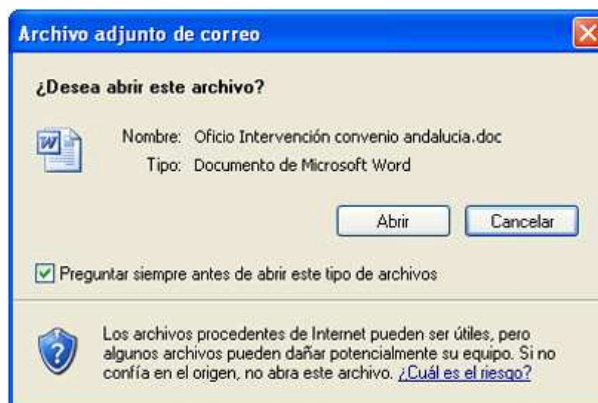 Archivo adjunto de correo
¿Desea abrir este archivo?
Nombre: Oficio Intervención convenio andalucia.doc
Tipo: Documento de Microsoft Word
Abrir Cancelar
Preguntar siempre antes de abrir este tipo de archivos
Los archivos procedentes de Internet pueden ser útiles, pero
algunos archivos pueden dañar potencialmente su equipo. Si no
confía en el origen, no abra este archivo. ¿Cuál es el riesgo?